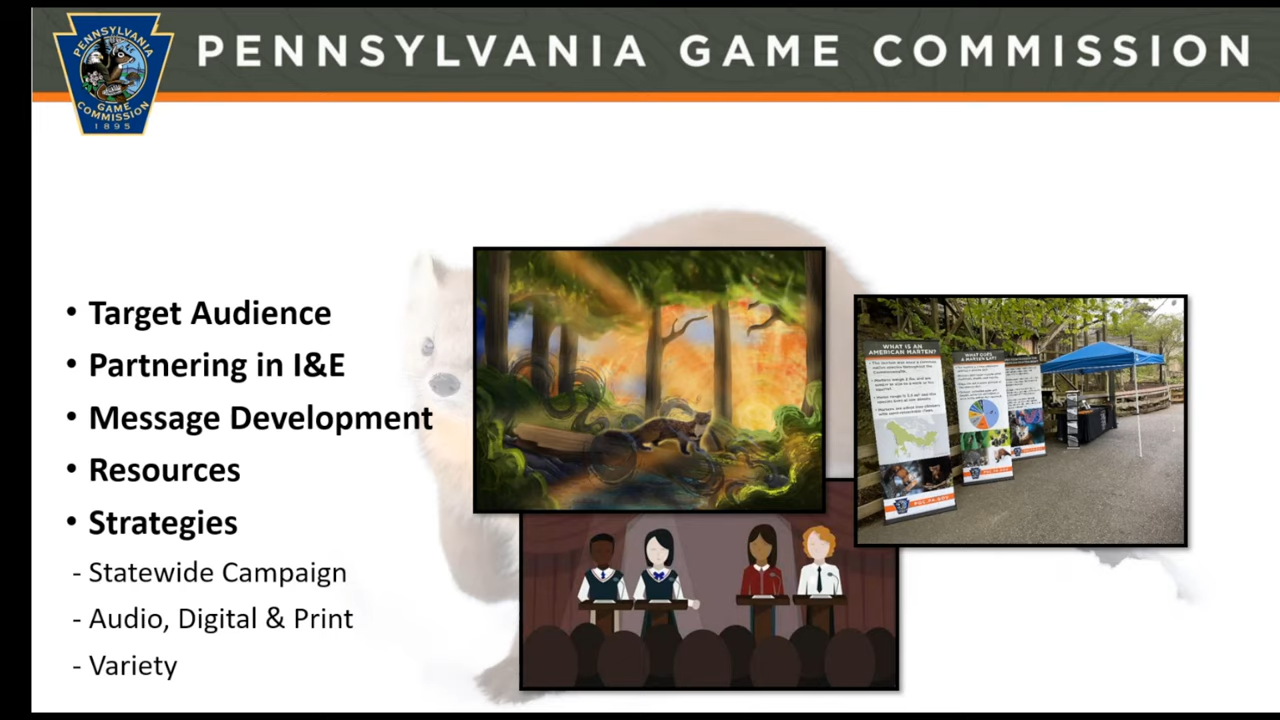 PENNSYLVANIA GAME COMMISSION
PENNSYLVANIA
GAME
COMMISSION
1895
• Target Audience
• Partnering in I&E
• Message Development
• Resources
• Strategies
- Statewide Campaign
- Audio, Digital & Print
- Variety
WHAT IS AN
AMERICAN MARTEN?
WHAT DOES
A MARTEN EAT?